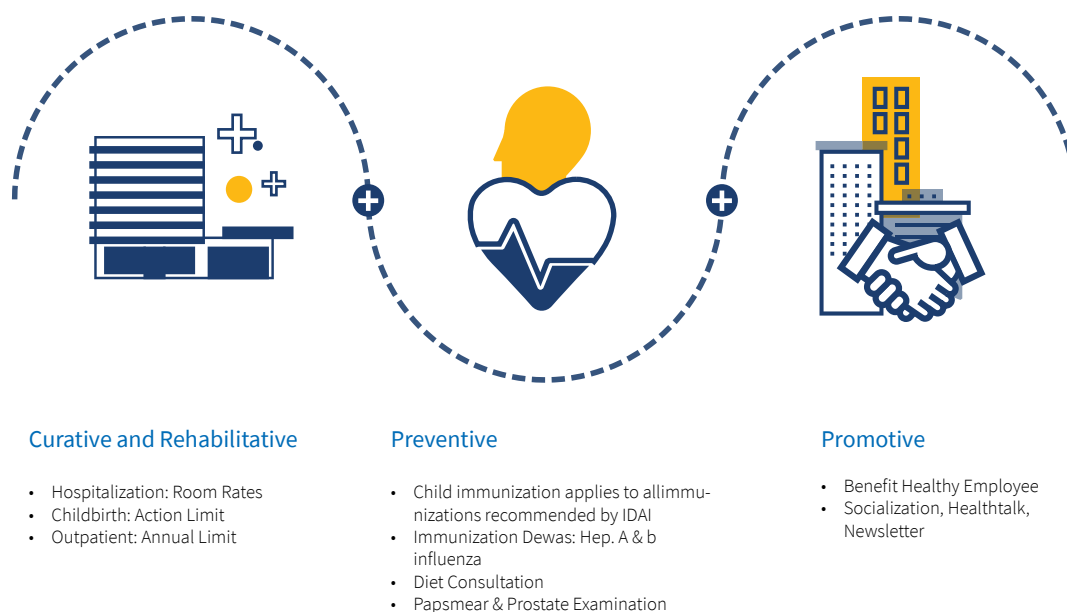 Curative and Rehabilitative
• Hospitalization: Room Rates
• Childbirth: Action Limit
• Outpatient: Annual Limit
Preventive
• Child immunization applies to allimmu-
nizations recommended by IDAI
• Immunization Dewas: Hep. A & b
influenza
• Diet Consultation
• Papsmear & Prostate Examination
Promotive
• Benefit Healthy Employee
• Socialization, Healthtalk,
Newsletter